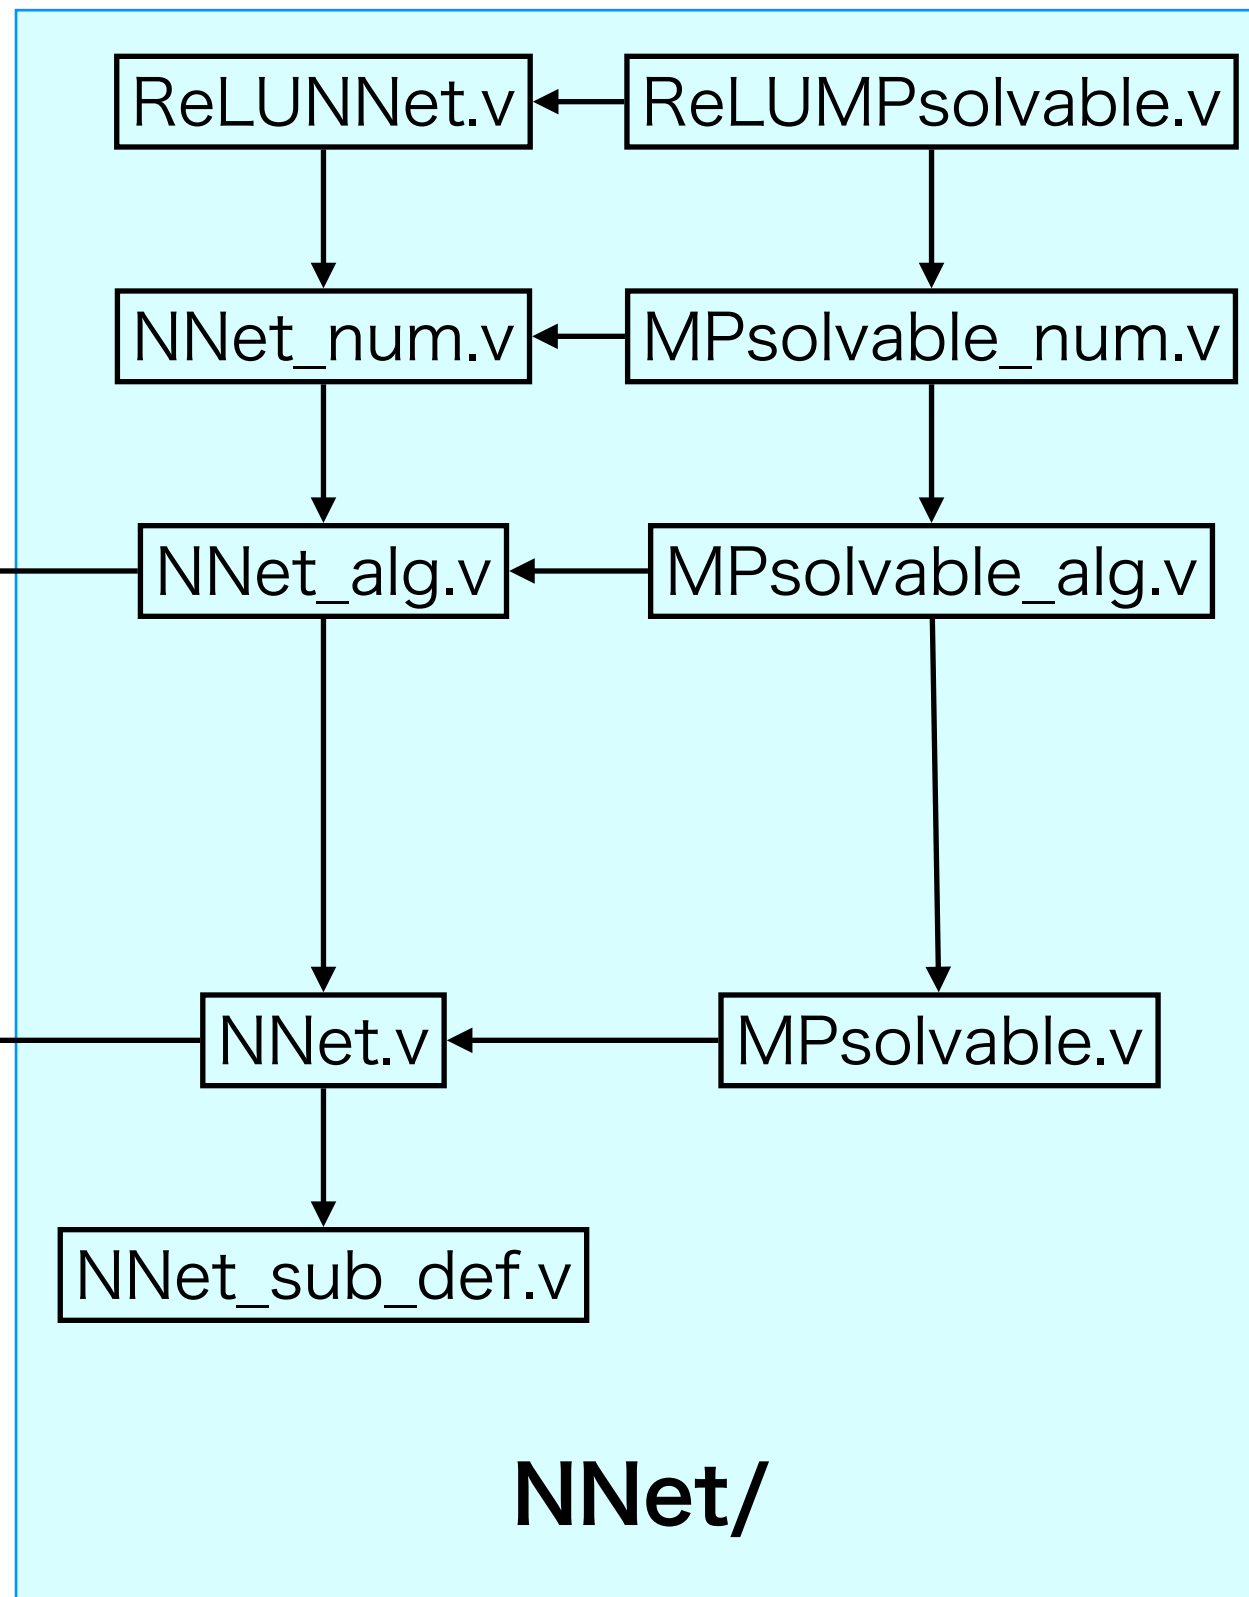 ReLUNNet.v
ReLUMPsolvable.v
NNet_num.v
MPsolvable_num.v
NNet_alg.v
MPsolvable_alg.v
NNet.v
MPsolvable.v
NNet_sub_def.v
NNet/